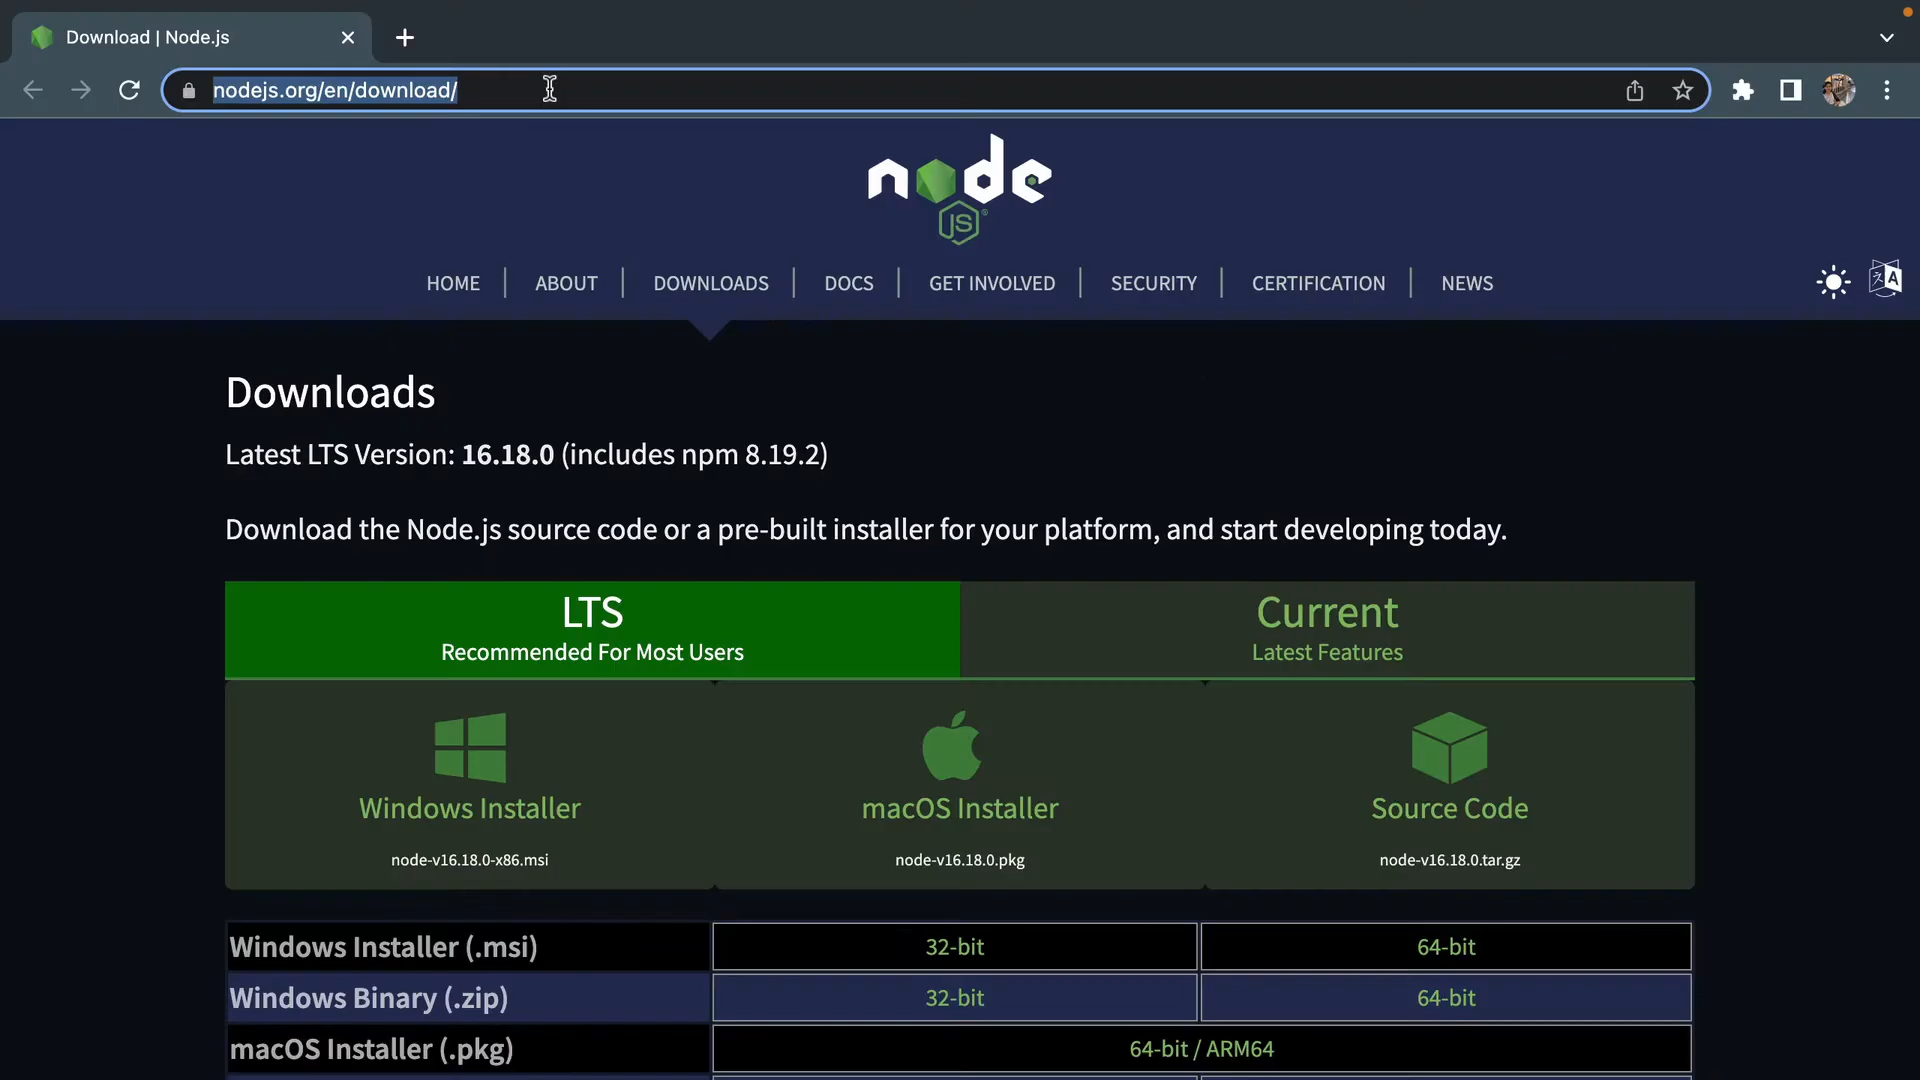 Download | Node.js
nodejs.org/en/download/
node
JS
HOME | ABOUT | DOWNLOADS | DOCS | GET INVOLVED | SECURITY | CERTIFICATION | NEWS
Downloads
Latest LTS Version: 16.18.0 (includes npm 8.19.2)
Download the Node.js source code or a pre-built installer for your platform, and start developing today.
LTS
Recommended For Most Users
Current
Latest Features
Windows Installer
node-v16.18.0-x86.msi
macOS Installer
node-v16.18.0.pkg
Source Code
node-v16.18.0.tar.gz
Windows Installer (.msi) 32-bit 64-bit
Windows Binary (.zip) 32-bit 64-bit
macOS Installer (.pkg) 64-bit / ARM64